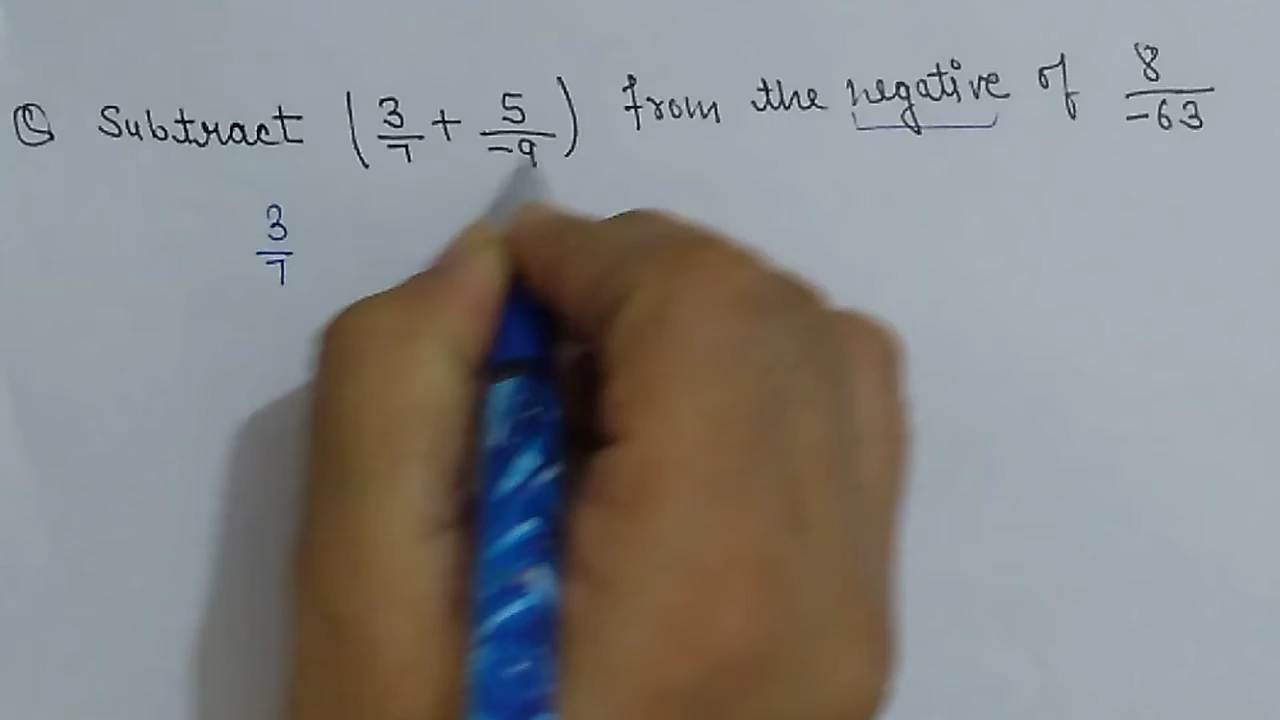 Q Subtract (3/7 + 5/-9) from the negative of 8/-63
3/7